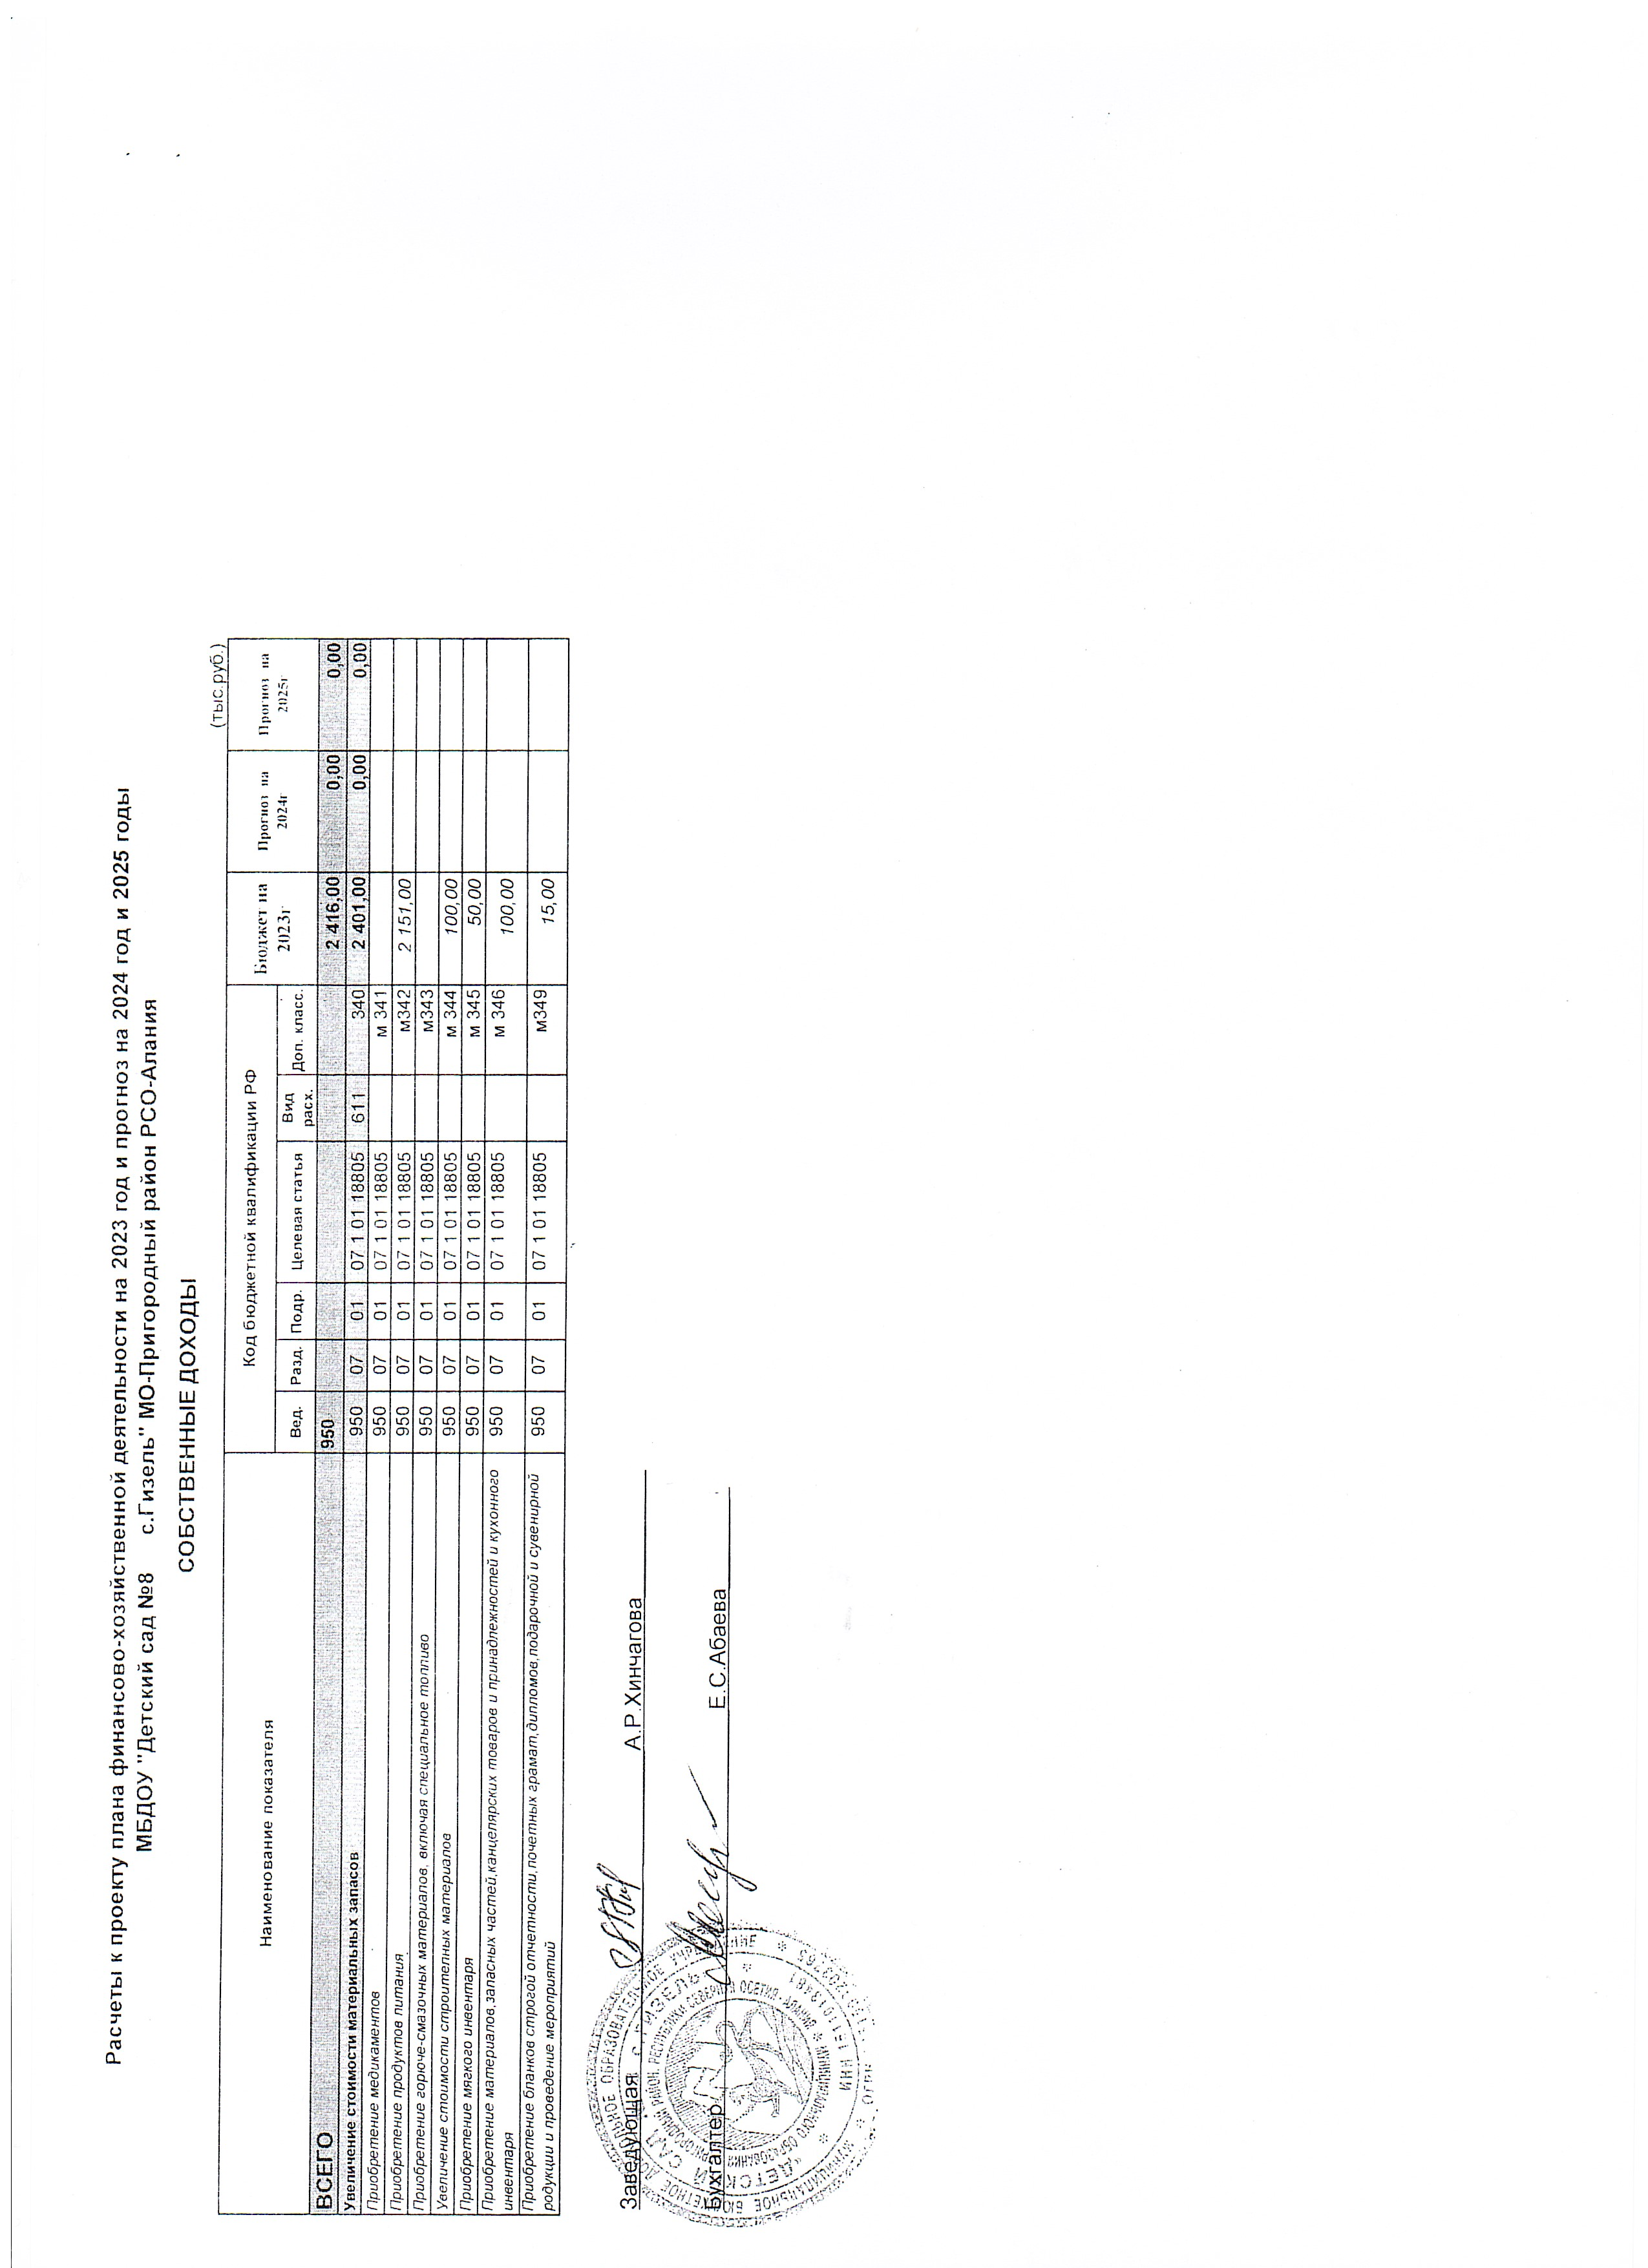 Расчеты к проекту плана финансово-хозяйственной деятельности на 2023 год и прогноз на 2024 год и 2025 годы
МБДОУ "Детский сад №8 с.Гизель" МО-Пригородный район РСО-Алания
СОБСТВЕННЫЕ ДОХОДЫ
(тыс.руб.)
Наименование показателя Код бюджетной квалификации РФ Бюджет на 2023г Прогноз на 2024г Прогноз на 2025г
Вед. Разд. Подр. Целевая статья Вид расх. Доп. класс.
ВСЕГО 950 2 416,00 0,00 0,00
Увеличение стоимости материальных запасов 950 07 01 07 1 01 18805 611 340 2 401,00 0,00 0,00
Приобретение медикаментов 950 07 01 07 1 01 18805 м 341
Приобретение продуктов питания 950 07 01 07 1 01 18805 м342 2 151,00
Приобретение горюче-смазочных материалов, включая специальное топливо 950 07 01 07 1 01 18805 м343
Увеличение стоимости строительных материалов 950 07 01 07 1 01 18805 м 344 100,00
Приобретение мягкого инвентаря 950 07 01 07 1 01 18805 м 345 50,00
Приобретение материалов,запасных частей,канцелярских товаров и принадлежностей и кухонного
инвентаря 950 07 01 07 1 01 18805 м 346 100,00
Приобретение бланков строгой отчетности,почетных грамат,дипломов,подарочной и сувенирной
родукции и проведение мероприятий 950 07 01 07 1 01 18805 м349 15,00
Заведующая А.Р.Хинчагова
Бухгалтер Е.С.Абаева